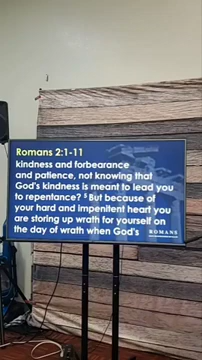 Romans 2:1-11
kindness and forbearance
and patience, not knowing that
God's kindness is meant to lead you
to repentance? ⁵ But because of
your hard and impenitent heart you
are storing up wrath for yourself on
the day of wrath when God's
ROMANS